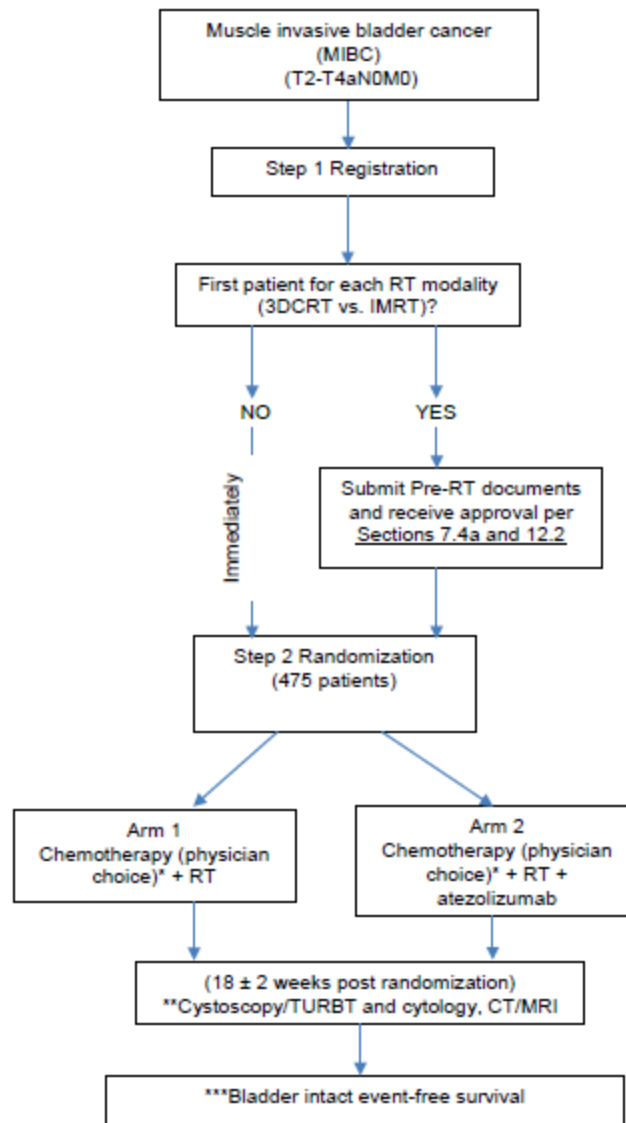 Muscle invasive bladder cancer
(MIBC)
(T2-T4aN0M0)
Step 1 Registration
First patient for each RT modality
(3DCRT vs. IMRT)?
NO
YES
Immediately
Submit Pre-RT documents
and receive approval per
Sections 7.4a and 12.2
Step 2 Randomization
(475 patients)
Arm 1
Chemotherapy (physician
choice)* + RT
Arm 2
Chemotherapy (physician
choice)* + RT +
atezolizumab
(18 ± 2 weeks post randomization)
**Cystoscopy/TURBT and cytology, CT/MRI
***Bladder intact event-free survival